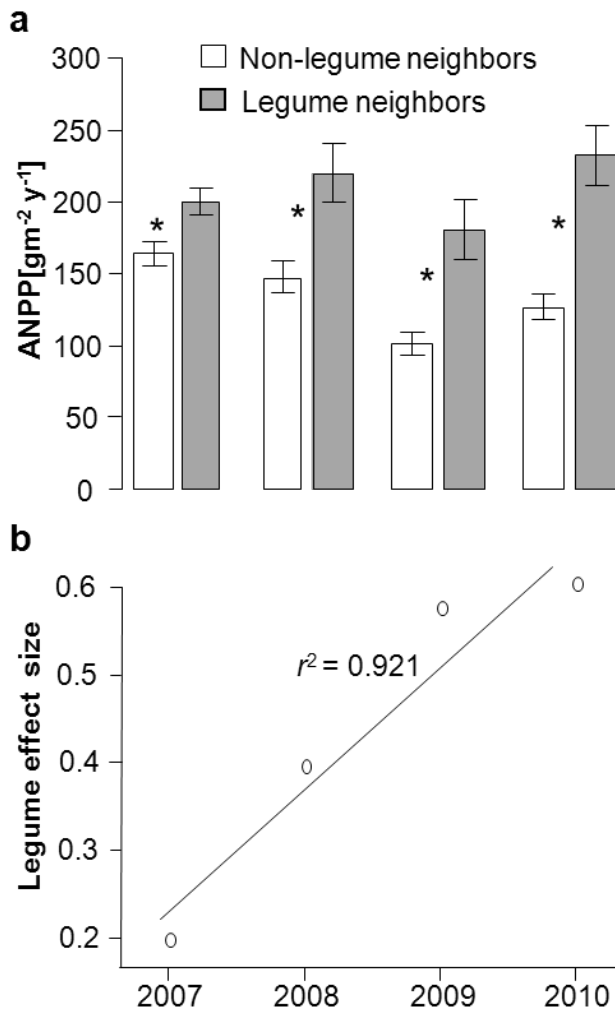 a
Non-legume neighbors
Legume neighbors
ANPP[gm⁻² y⁻¹]
300
250
200
150
100
50
0
*
*
*
*
b
Legume effect size
0.6
0.5
0.4
0.3
0.2
r² = 0.921
2007 2008 2009 2010